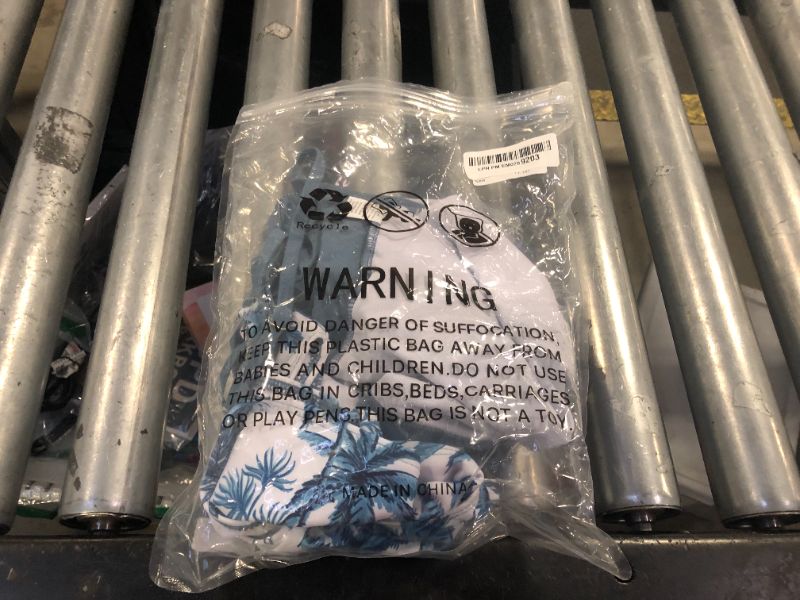 9203
Recycle
WARNING
TO AVOID DANGER OF SUFFOCATION,
KEEP THIS PLASTIC BAG AWAY FROM
BABIES AND CHILDREN.DO NOT USE
THIS BAG IN CRIBS,BEDS,CARRIAGES
OR PLAY PENS.THIS BAG IS NOT A TOY.
MADE IN CHINA